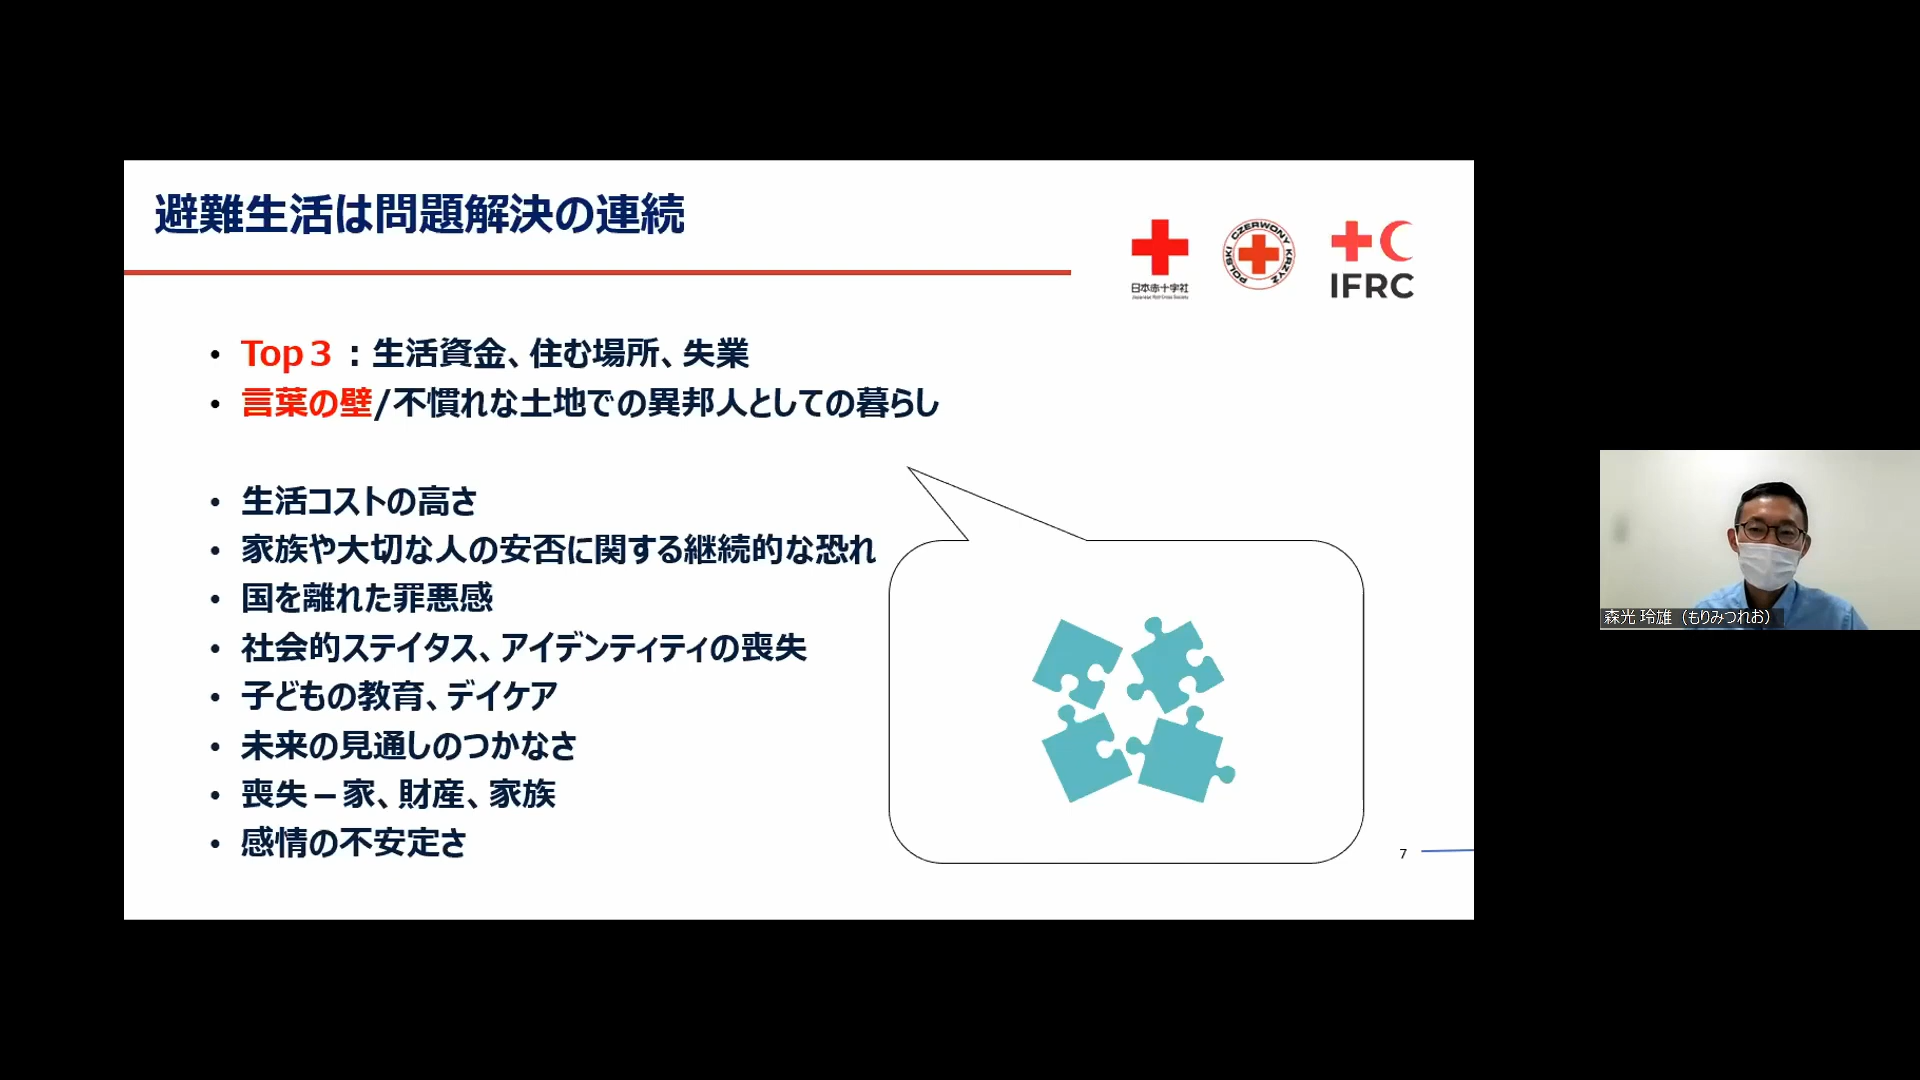 避難生活は問題解決の連続
日本赤十字社
Japanese Red Cross Society
POLSKI CZERWONY KRZYŻ
IFRC
• Top３：生活資金、住む場所、失業
• 言葉の壁/不慣れな土地での異邦人としての暮らし
• 生活コストの高さ
• 家族や大切な人の安否に関する継続的な恐れ
• 国を離れた罪悪感
• 社会的ステイタス、アイデンティティの喪失
• 子どもの教育、デイケア
• 未来の見通しのつかなさ
• 喪失 – 家、財産、家族
• 感情の不安定さ
7
森光 玲雄（もりみつれお）